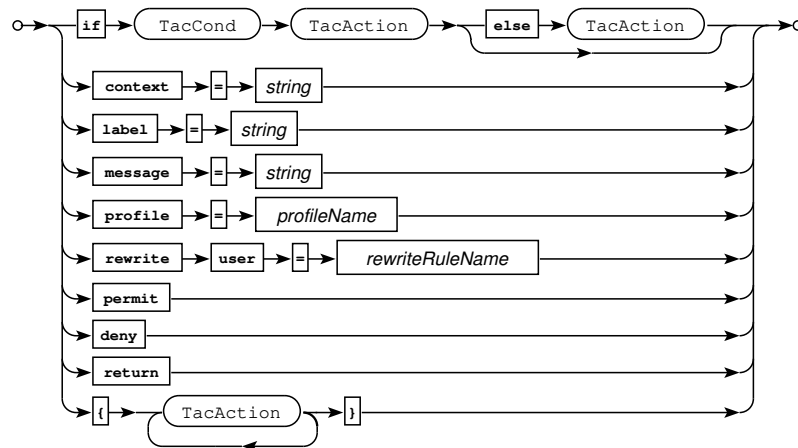 if TacCond TacAction else TacAction
context = string
label = string
message = string
profile = profileName
rewrite user = rewriteRuleName
permit
deny
return
{ TacAction }